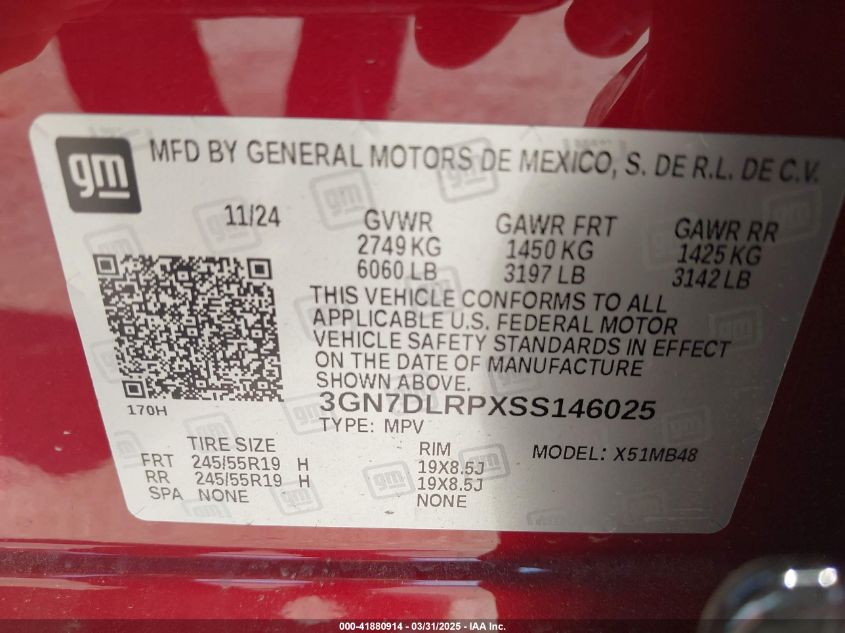 gm
MFD BY GENERAL MOTORS DE MEXICO, S. DE R.L. DE C.V.
11/24
GVWR GAWR FRT GAWR RR
2749 KG 1450 KG 1425 KG
6060 LB 3197 LB 3142 LB
THIS VEHICLE CONFORMS TO ALL
APPLICABLE U.S. FEDERAL MOTOR
VEHICLE SAFETY STANDARDS IN EFFECT
ON THE DATE OF MANUFACTURE
SHOWN ABOVE.
170H
3GN7DLRPXSS146025
TYPE: MPV
TIRE SIZE RIM MODEL: X51MB48
FRT 245/55R19 H 19X8.5J
RR 245/55R19 H 19X8.5J
SPA NONE NONE
000-41880914 - 03/31/2025 - IAA Inc.